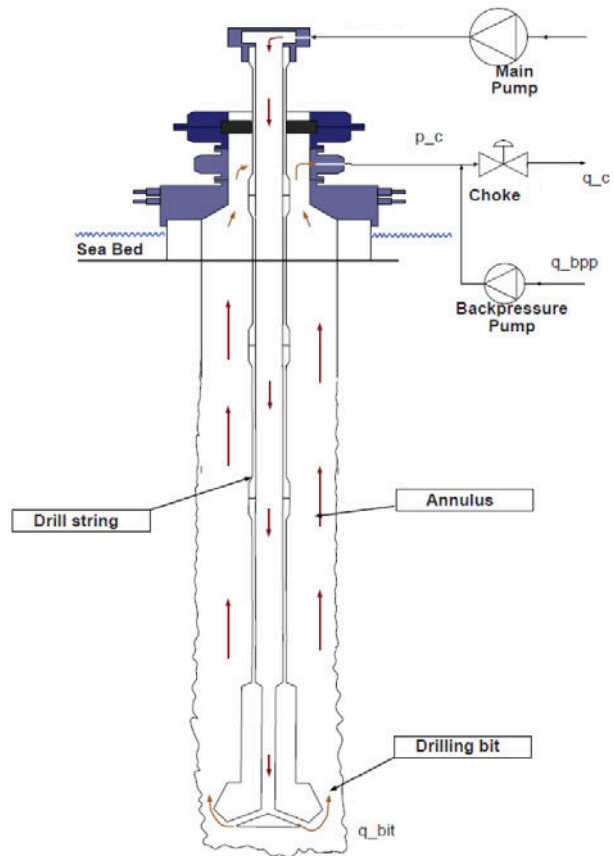 Main
Pump
p_c
q_c
Choke
Sea Bed
q_bpp
Backpressure
Pump
Annulus
Drill string
Drilling bit
q_bit